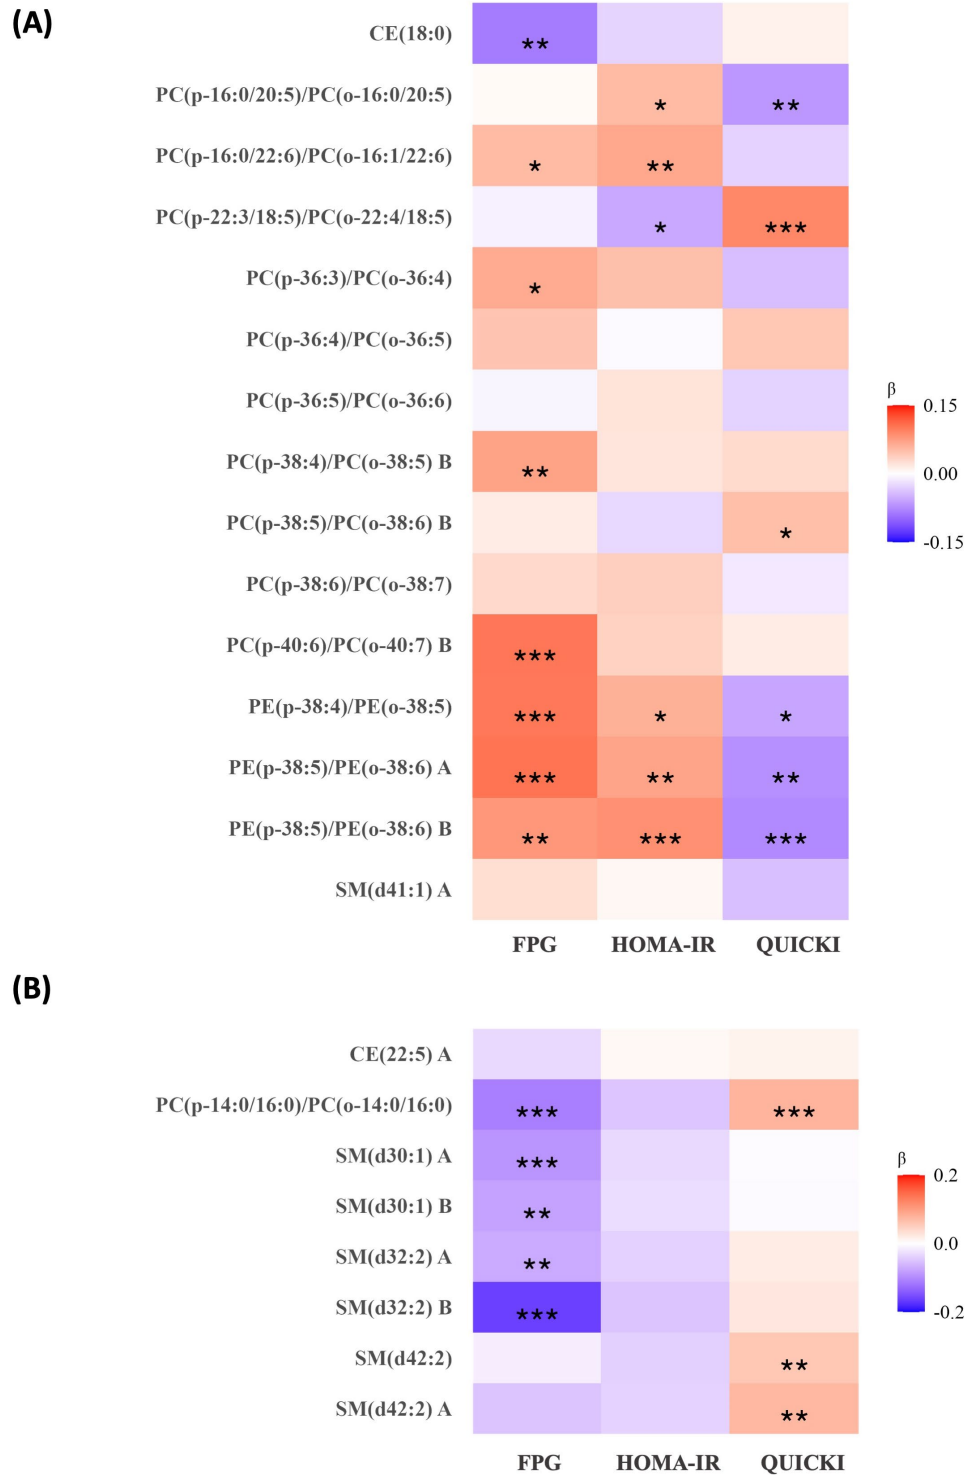 (A)
CE(18:0) **
PC(p-16:0/20:5)/PC(o-16:0/20:5) * **
PC(p-16:0/22:6)/PC(o-16:1/22:6) * **
PC(p-22:3/18:5)/PC(o-22:4/18:5) * ***
PC(p-36:3)/PC(o-36:4) *
PC(p-36:4)/PC(o-36:5)
PC(p-36:5)/PC(o-36:6)
PC(p-38:4)/PC(o-38:5) B **
PC(p-38:5)/PC(o-38:6) B *
PC(p-38:6)/PC(o-38:7)
PC(p-40:6)/PC(o-40:7) B ***
PE(p-38:4)/PE(o-38:5) *** * *
PE(p-38:5)/PE(o-38:6) A *** ** **
PE(p-38:5)/PE(o-38:6) B ** *** ***
SM(d41:1) A
FPG HOMA-IR QUICKI
β
0.15
0.00
-0.15
(B)
CE(22:5) A
PC(p-14:0/16:0)/PC(o-14:0/16:0) *** ***
SM(d30:1) A ***
SM(d30:1) B **
SM(d32:2) A **
SM(d32:2) B ***
SM(d42:2) **
SM(d42:2) A **
FPG HOMA-IR QUICKI
β
0.2
0.0
-0.2